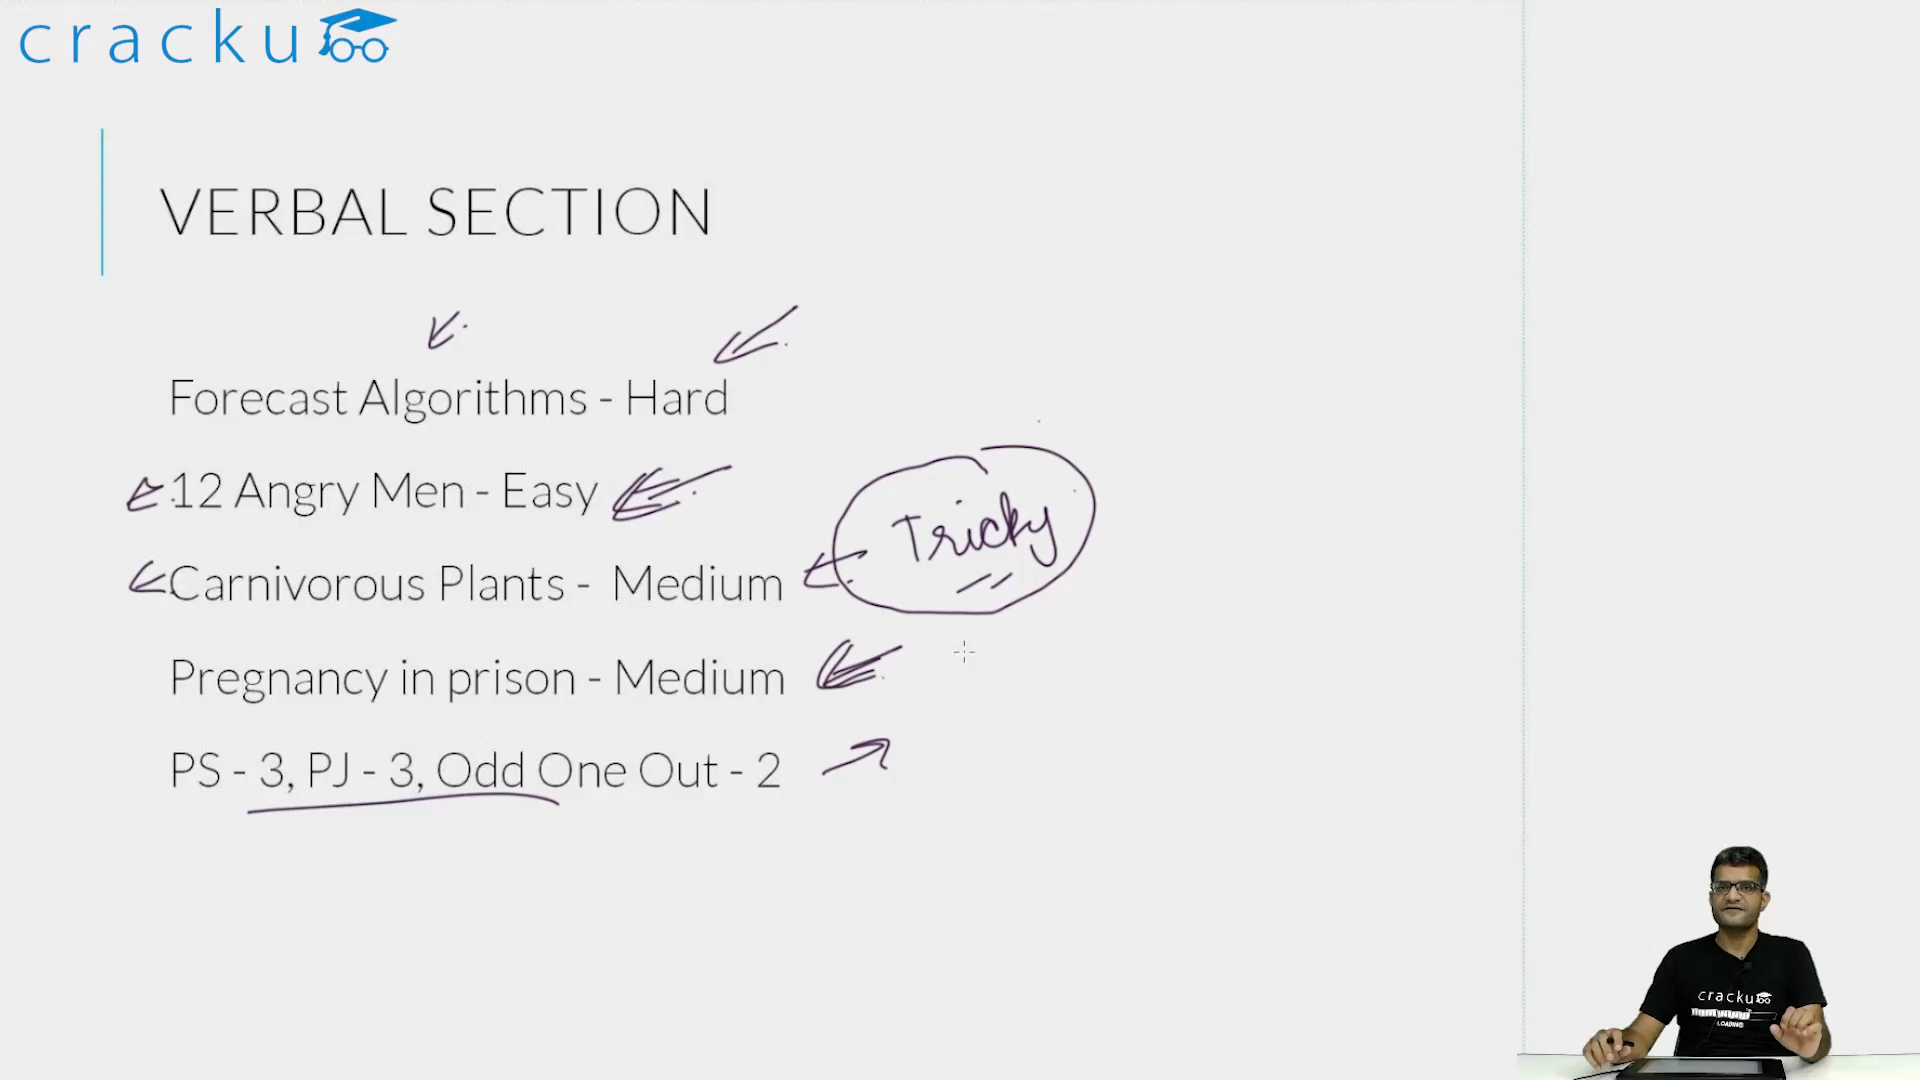 cracku
VERBAL SECTION
Forecast Algorithms - Hard
12 Angry Men - Easy
Tricky
Carnivorous Plants - Medium
Pregnancy in prison - Medium
PS - 3, PJ - 3, Odd One Out - 2
cracku
LOADING